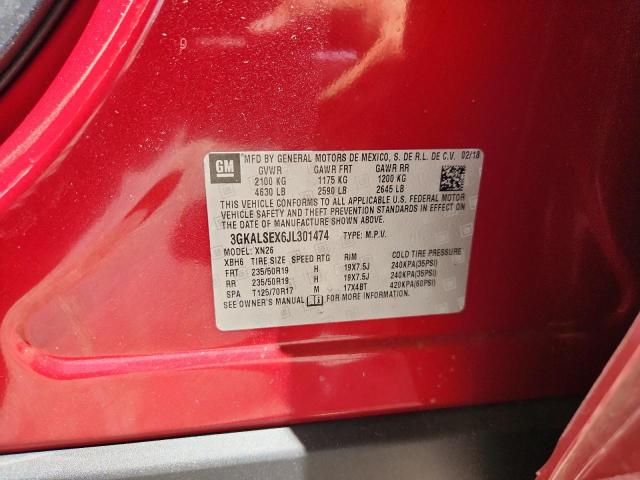 GM
MFD BY GENERAL MOTORS DE MEXICO, S. DE R.L. DE C.V. 02/18
GVWR GAWR FRT GAWR RR
2100 KG 1175 KG 1200 KG
4630 LB 2590 LB 2645 LB
THIS VEHICLE CONFORMS TO ALL APPLICABLE U.S. FEDERAL MOTOR
VEHICLE SAFETY AND THEFT PREVENTION STANDARDS IN EFFECT ON
THE DATE OF MANUFACTURE SHOWN ABOVE.
3GKALSEX6JL301474 TYPE: M.P.V.
MODEL: XN26
XBH6 TIRE SIZE SPEED RTG RIM COLD TIRE PRESSURE
FRT 235/50R19 H 19X7.5J 240KPA(35PSI)
RR 235/50R19 H 19X7.5J 240KPA(35PSI)
SPA T125/70R17 M 17X4BT 420KPA(60PSI)
SEE OWNER'S MANUAL FOR MORE INFORMATION.